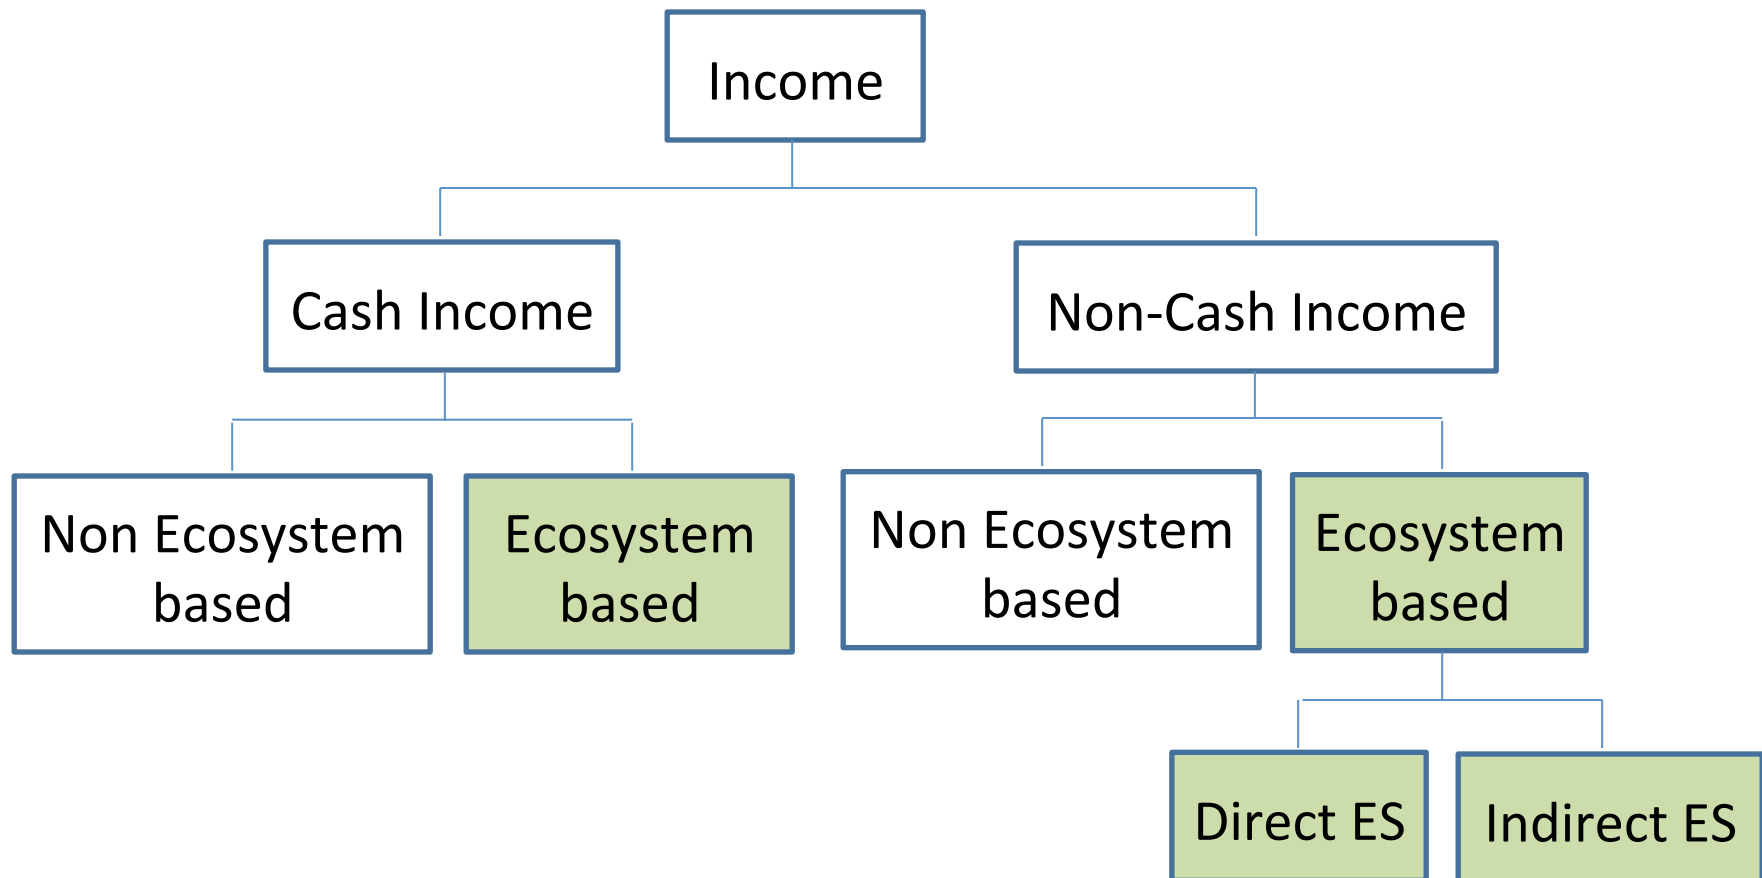 Income
Cash Income
Non-Cash Income
Non Ecosystem
based
Ecosystem
based
Non Ecosystem
based
Ecosystem
based
Direct ES
Indirect ES